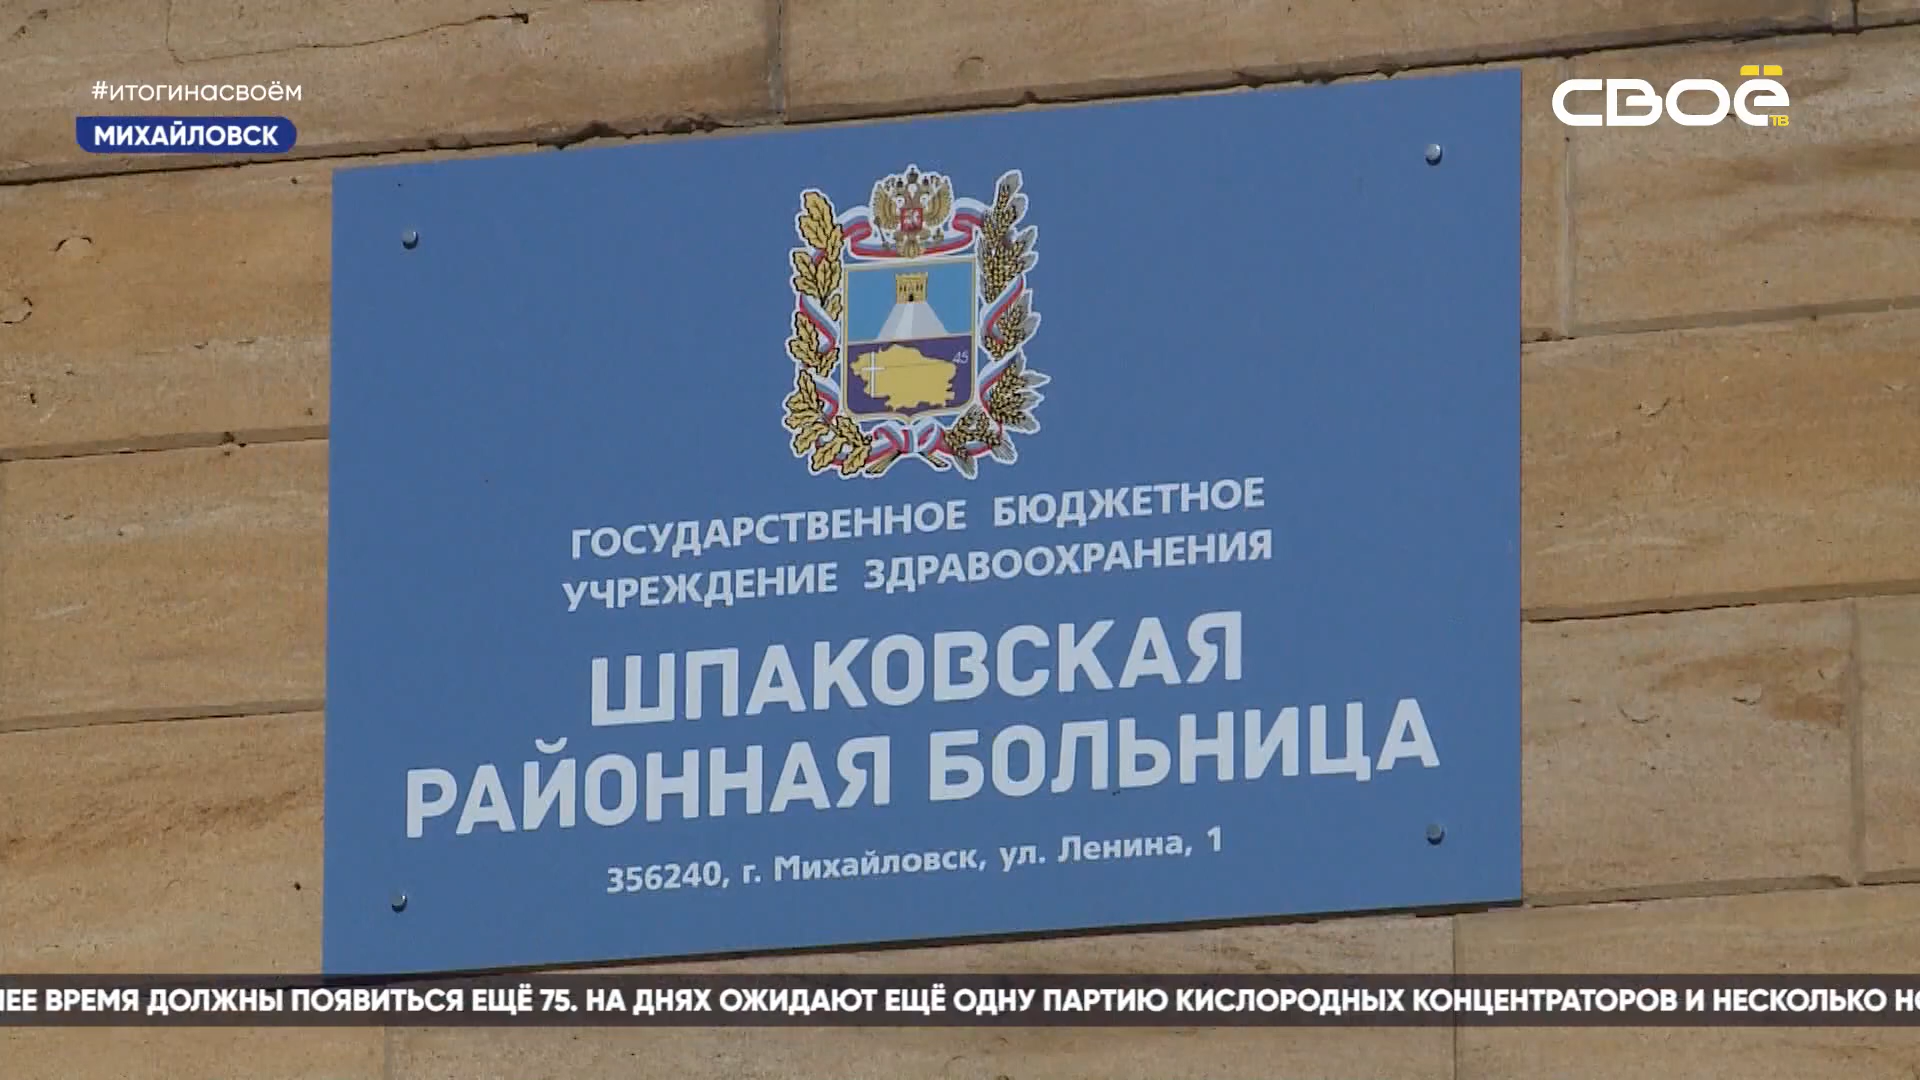 #итогинасвоём
МИХАЙЛОВСК
СВОЁ
ТВ
45
ГОСУДАРСТВЕННОЕ БЮДЖЕТНОЕ
УЧРЕЖДЕНИЕ ЗДРАВООХРАНЕНИЯ
ШПАКОВСКАЯ
РАЙОННАЯ БОЛЬНИЦА
356240, г. Михайловск, ул. Ленина, 1
ВРЕМЯ ДОЛЖНЫ ПОЯВИТЬСЯ ЕЩЁ 75. НА ДНЯХ ОЖИДАЮТ ЕЩЁ ОДНУ ПАРТИЮ КИСЛОРОДНЫХ КОНЦЕНТРАТОРОВ И НЕСКОЛЬКО